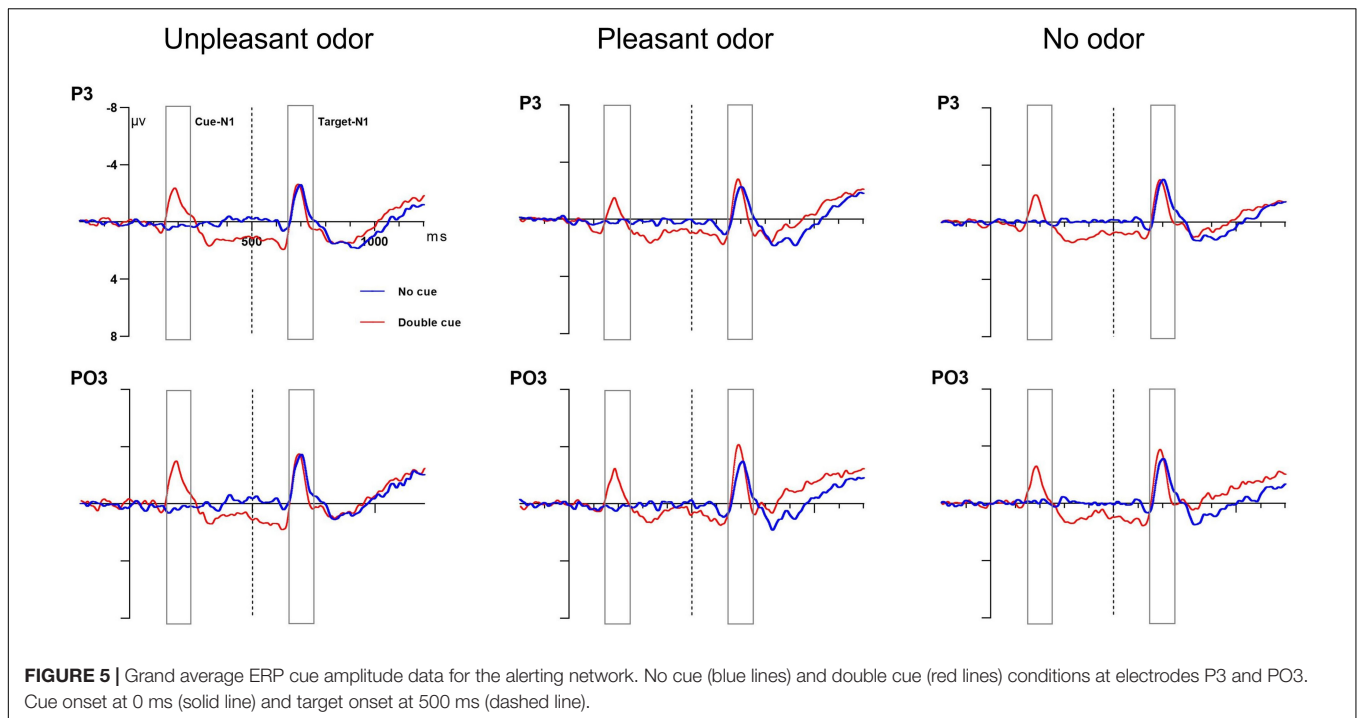 Unpleasant odor
Pleasant odor
No odor
P3
P3
P3
-8
μv
Cue-N1
Target-N1
-4
500
1000
ms
4
No cue
Double cue
8
PO3
PO3
PO3
FIGURE 5 | Grand average ERP cue amplitude data for the alerting network. No cue (blue lines) and double cue (red lines) conditions at electrodes P3 and PO3.
Cue onset at 0 ms (solid line) and target onset at 500 ms (dashed line).